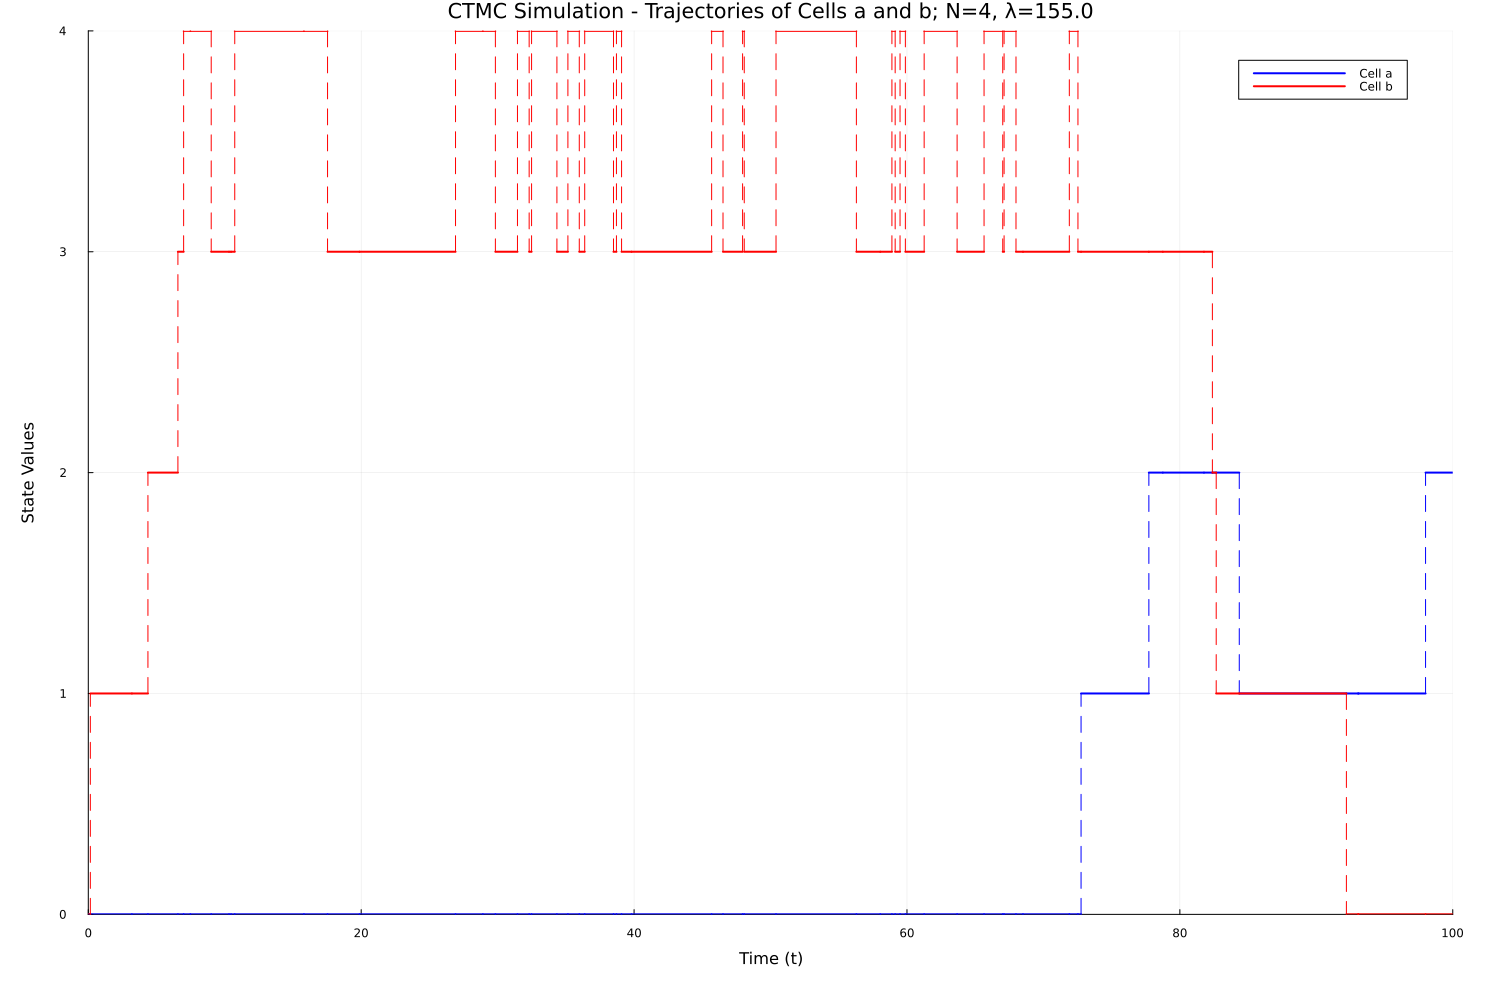 CTMC Simulation - Trajectories of Cells a and b; N=4, λ=155.0
4
Cell a
Cell b
3
State Values
2
1
0
0 20 40 60 80 100
Time (t)